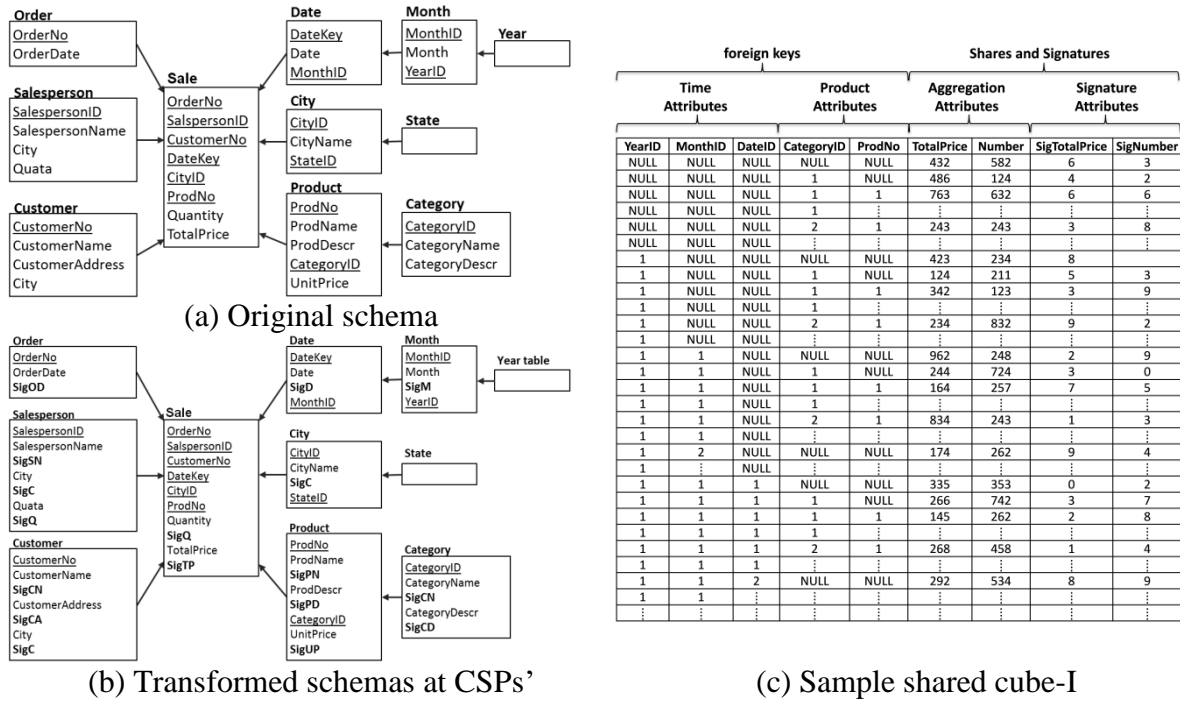 Order
OrderNo
OrderDate
Salesperson
SalespersonID
SalespersonName
City
Quata
Customer
CustomerNo
CustomerName
CustomerAddress
City
Sale
OrderNo
SalspersonID
CustomerNo
DateKey
CityID
ProdNo
Quantity
TotalPrice
Date
DateKey
Date
MonthID
Month
MonthID
Month
YearID
Year
City
CityID
CityName
StateID
State
Product
ProdNo
ProdName
ProdDescr
CategoryID
UnitPrice
Category
CategoryID
CategoryName
CategoryDescr
(a) Original schema
Order
OrderNo
OrderDate
SigOD
Salesperson
SalespersonID
SalespersonName
SigSN
City
SigC
Quata
SigQ
Customer
CustomerNo
CustomerName
SigCN
CustomerAddress
SigCA
City
SigC
Sale
OrderNo
SalspersonID
CustomerNo
DateKey
CityID
ProdNo
Quantity
SigQ
TotalPrice
SigTP
Date
DateKey
Date
SigD
MonthID
Month
MonthID
Month
SigM
YearID
Year table
City
CityID
CityName
SigC
StateID
State
Product
ProdNo
ProdName
SigPN
ProdDescr
SigPD
CategoryID
UnitPrice
SigUP
Category
CategoryID
CategoryName
SigCN
CategoryDescr
SigCD
(b) Transformed schemas at CSPs’
foreign keys Shares and Signatures
Time Product Aggregation Signature
Attributes Attributes Attributes Attributes
YearID MonthID DateID CategoryID ProdNo TotalPrice Number SigTotalPrice SigNumber
NULL NULL NULL NULL NULL 432 582 6 3
NULL NULL NULL 1 NULL 486 124 4 2
NULL NULL NULL 1 1 763 632 6 6
NULL NULL NULL 1 ⋮ ⋮ ⋮ ⋮ ⋮
NULL NULL NULL 2 1 243 243 3 8
NULL NULL NULL ⋮ ⋮ ⋮ ⋮ ⋮ ⋮
1 NULL NULL NULL NULL 423 234 8
1 NULL NULL 1 NULL 124 211 5 3
1 NULL NULL 1 1 342 123 3 9
1 NULL NULL 1 ⋮ ⋮ ⋮ ⋮ ⋮
1 NULL NULL 2 1 234 832 9 2
1 NULL NULL ⋮ ⋮ ⋮ ⋮ ⋮ ⋮
1 1 NULL NULL NULL 962 248 2 9
1 1 NULL 1 NULL 244 724 3 0
1 1 NULL 1 1 164 257 7 5
1 1 NULL 1 ⋮ ⋮ ⋮ ⋮ ⋮
1 1 NULL 2 1 834 243 1 3
1 1 NULL ⋮ ⋮ ⋮ ⋮ ⋮ ⋮
1 2 NULL NULL NULL 174 262 9 4
1 ⋮ NULL ⋮ ⋮ ⋮ ⋮ ⋮ ⋮
1 1 1 NULL NULL 335 353 0 2
1 1 1 1 NULL 266 742 3 7
1 1 1 1 1 145 262 2 8
1 1 1 1 ⋮ ⋮ ⋮ ⋮ ⋮
1 1 1 2 1 268 458 1 4
1 1 1 ⋮ ⋮ ⋮ ⋮ ⋮ ⋮
1 1 2 NULL NULL 292 534 8 9
1 1 ⋮ ⋮ ⋮ ⋮ ⋮ ⋮ ⋮
⋮ ⋮ ⋮ ⋮ ⋮ ⋮ ⋮ ⋮ ⋮
(c) Sample shared cube-I